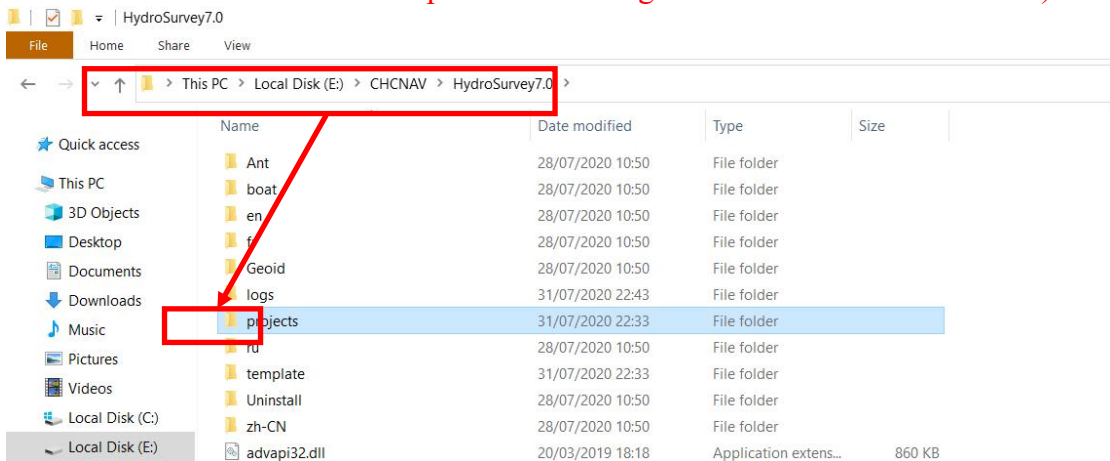 HydroSurvey7.0
File Home Share View
This PC > Local Disk (E:) > CHCNAV > HydroSurvey7.0 >
Name Date modified Type Size
Quick access
This PC
3D Objects
Desktop
Documents
Downloads
Music
Pictures
Videos
Local Disk (C:)
Local Disk (E:)
Ant 28/07/2020 10:50 File folder
boat 28/07/2020 10:50 File folder
en 28/07/2020 10:50 File folder
28/07/2020 10:50 File folder
Geoid 28/07/2020 10:50 File folder
logs 31/07/2020 22:43 File folder
projects 31/07/2020 22:33 File folder
ru 28/07/2020 10:50 File folder
template 31/07/2020 22:33 File folder
Uninstall 28/07/2020 10:50 File folder
zh-CN 28/07/2020 10:50 File folder
advapi32.dll 20/03/2019 18:18 Application extens... 860 KB